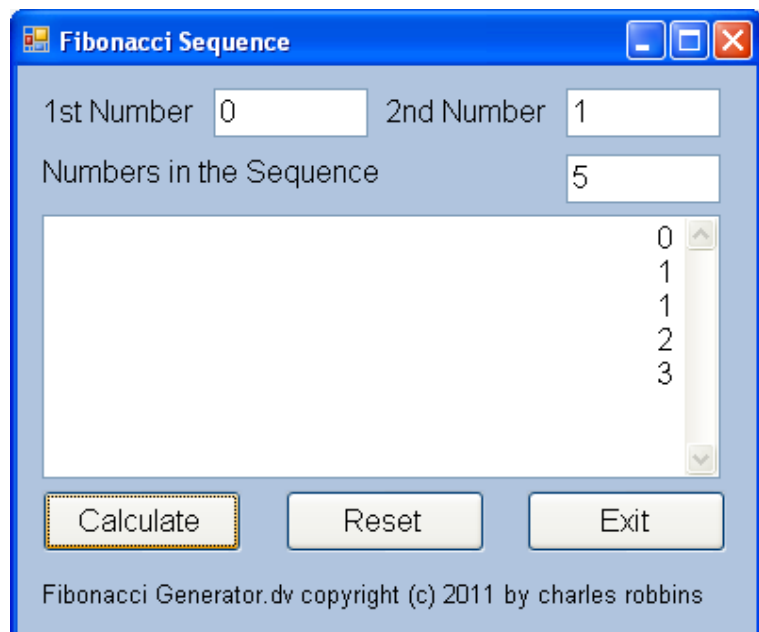 Fibonacci Sequence
1st Number 0 2nd Number 1
Numbers in the Sequence 5
0
1
1
2
3
Calculate Reset Exit
Fibonacci Generator.dv copyright (c) 2011 by charles robbins